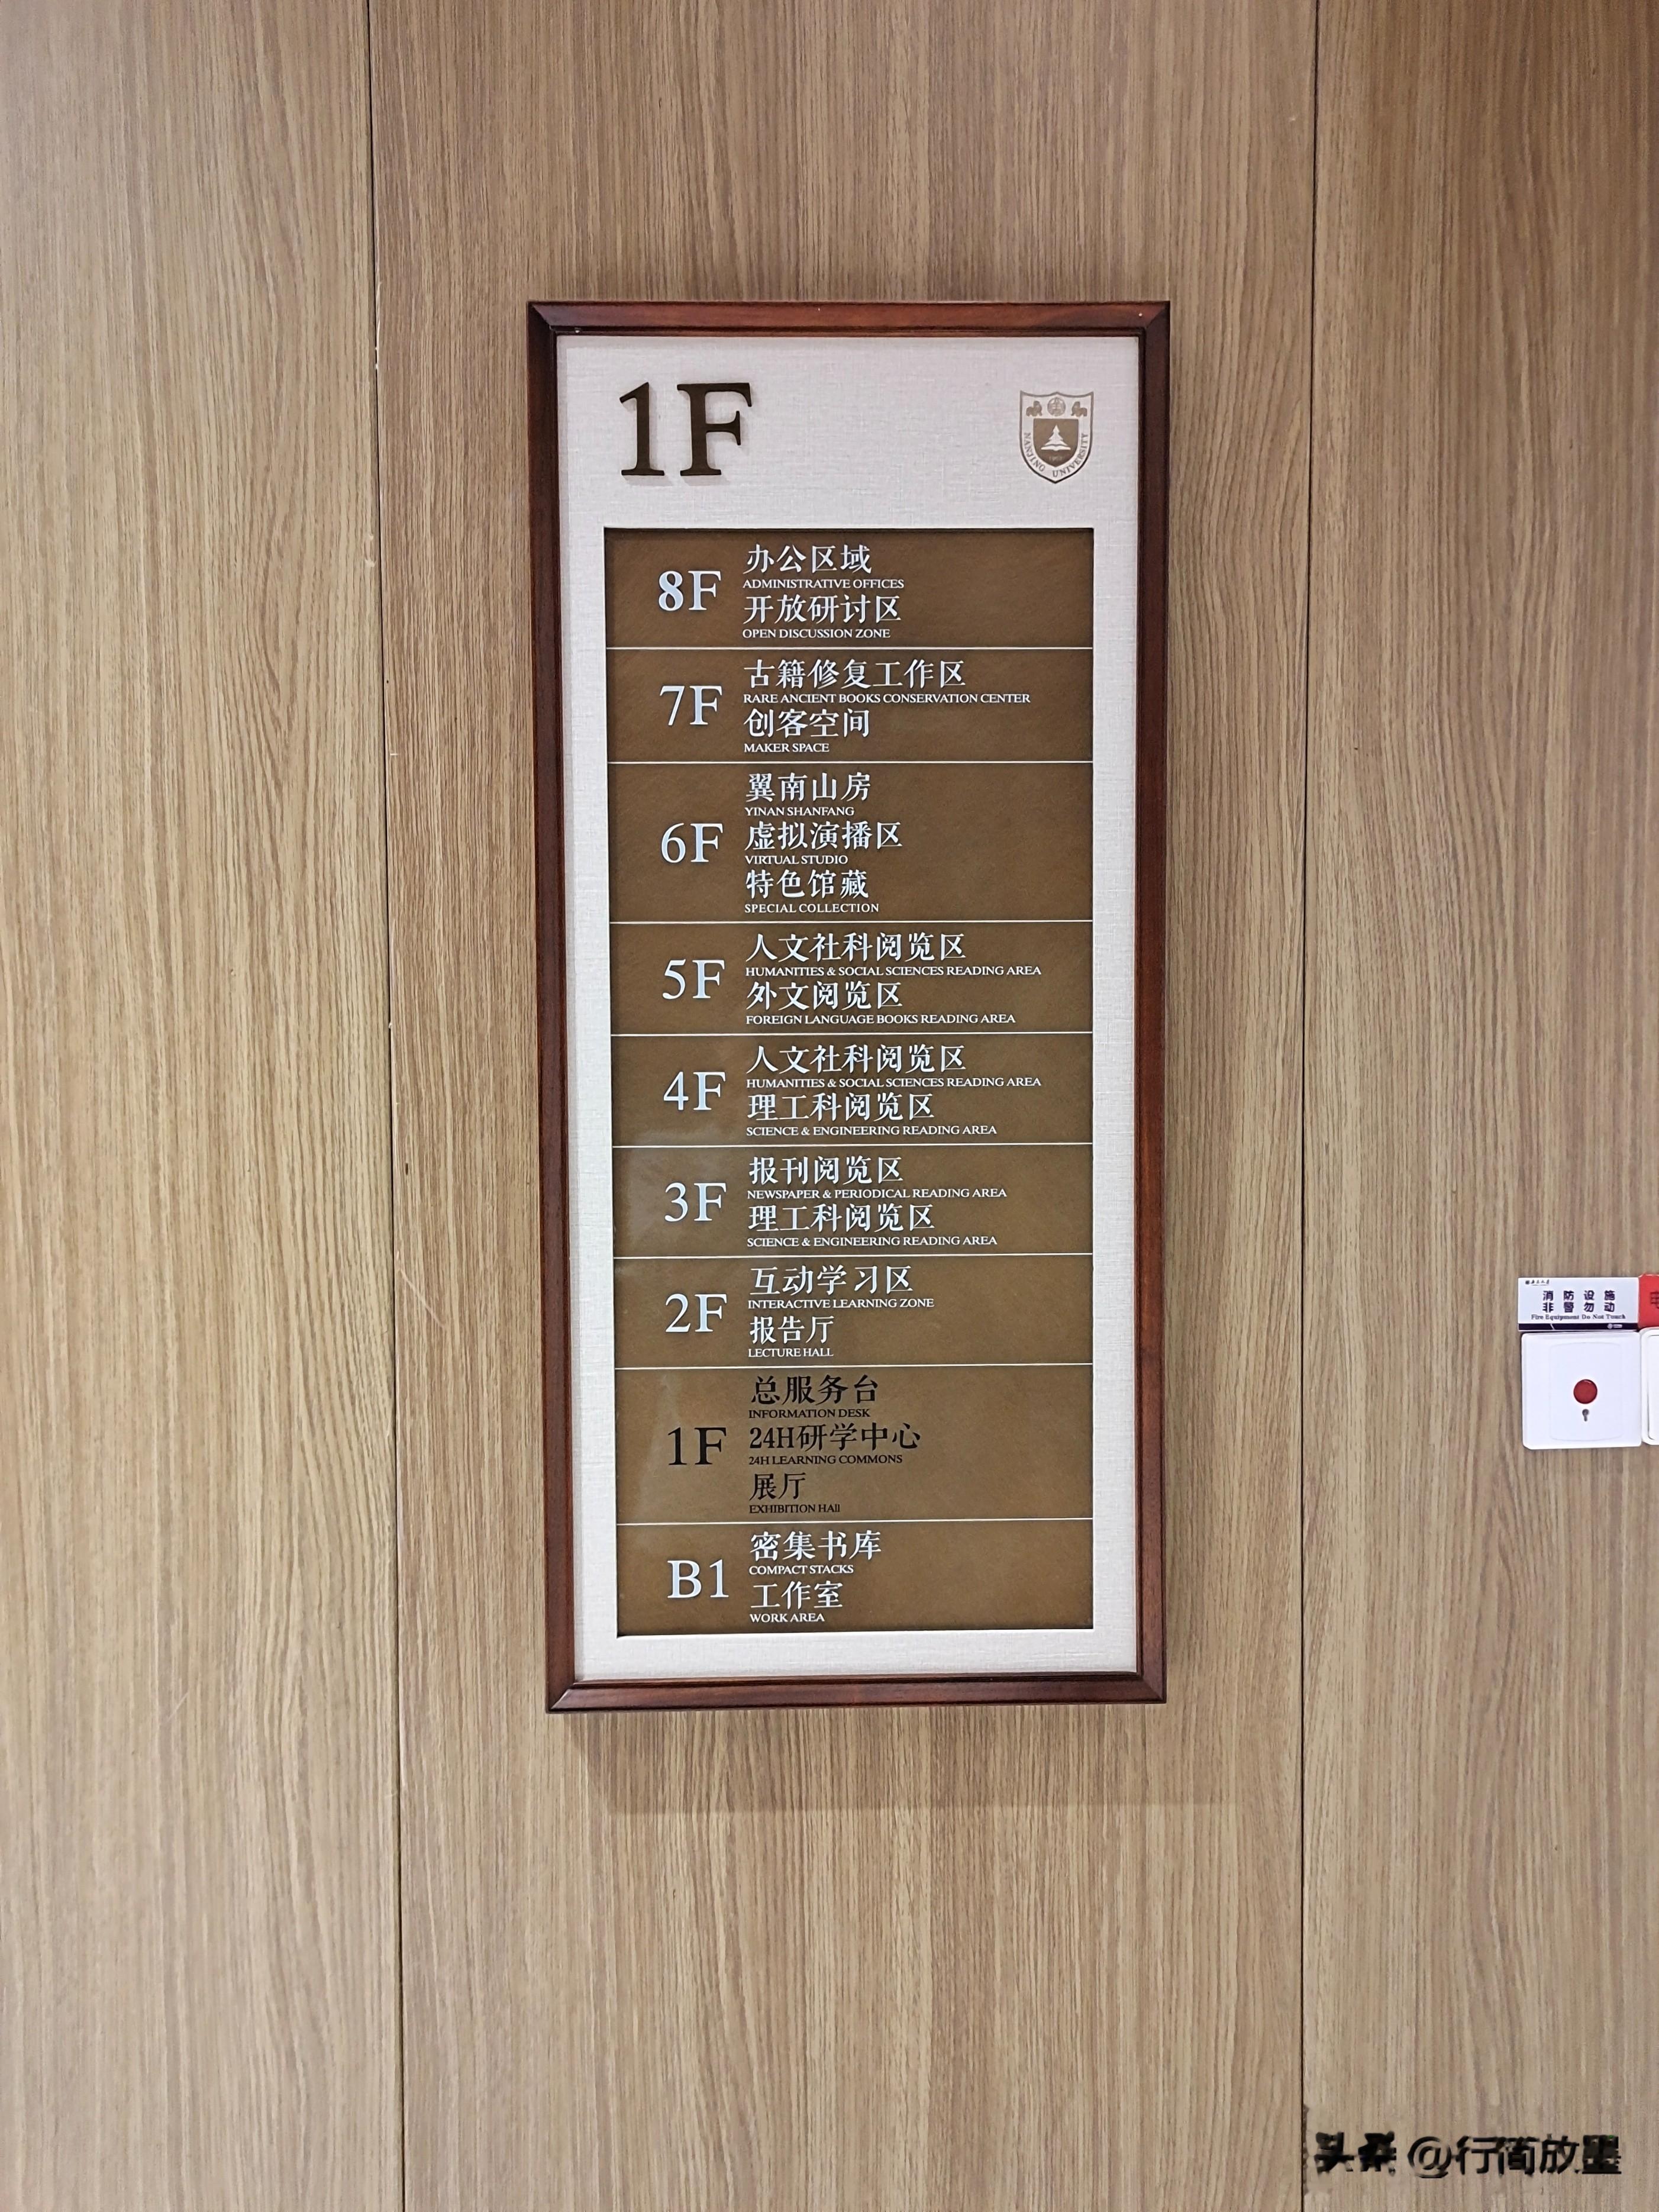 1F
NANJING UNIVERSITY
8F
办公区域
ADMINISTRATIVE OFFICES
开放研讨区
OPEN DISCUSSION ZONE
7F
古籍修复工作区
RARE ANCIENT BOOKS CONSERVATION CENTER
创客空间
MAKER SPACE
6F
翼南山房
YINAN SHANFANG
虚拟演播区
VIRTUAL STUDIO
特色馆藏
SPECIAL COLLECTION
5F
人文社科阅览区
HUMANITIES & SOCIAL SCIENCES READING AREA
外文阅览区
FOREIGN LANGUAGE BOOKS READING AREA
4F
人文社科阅览区
HUMANITIES & SOCIAL SCIENCES READING AREA
理工科阅览区
SCIENCE & ENGINEERING READING AREA
3F
报刊阅览区
NEWSPAPER & PERIODICAL READING AREA
理工科阅览区
SCIENCE & ENGINEERING READING AREA
2F
互动学习区
INTERACTIVE LEARNING ZONE
报告厅
LECTURE HALL
1F
总服务台
INFORMATION DESK
24H研学中心
24H LEARNING COMMONS
展厅
EXHIBITION HAll
B1
密集书库
COMPACT STACKS
工作室
WORK AREA
消防设施
非警勿动
Fire Equipment Do Not Touch
头条 @行简放墨